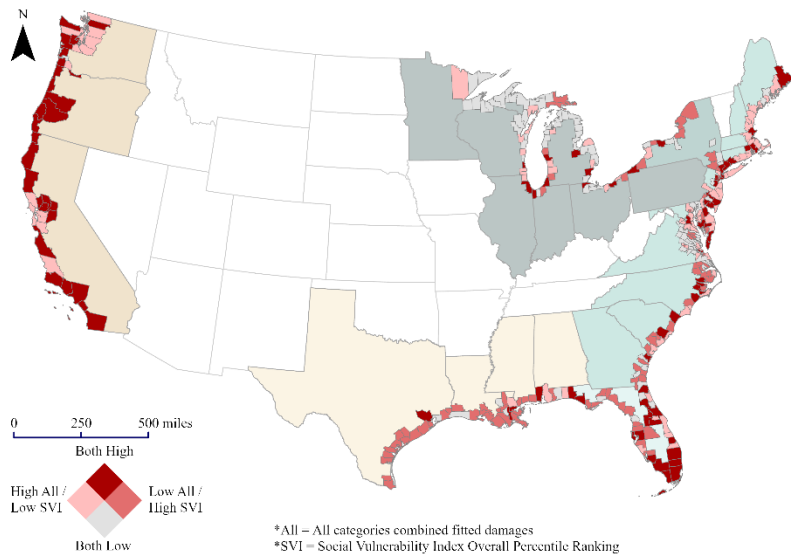 N
0 250 500 miles
Both High
High All / Low All /
Low SVI High SVI
Both Low
*All = All categories combined fitted damages
*SVI = Social Vulnerability Index Overall Percentile Ranking